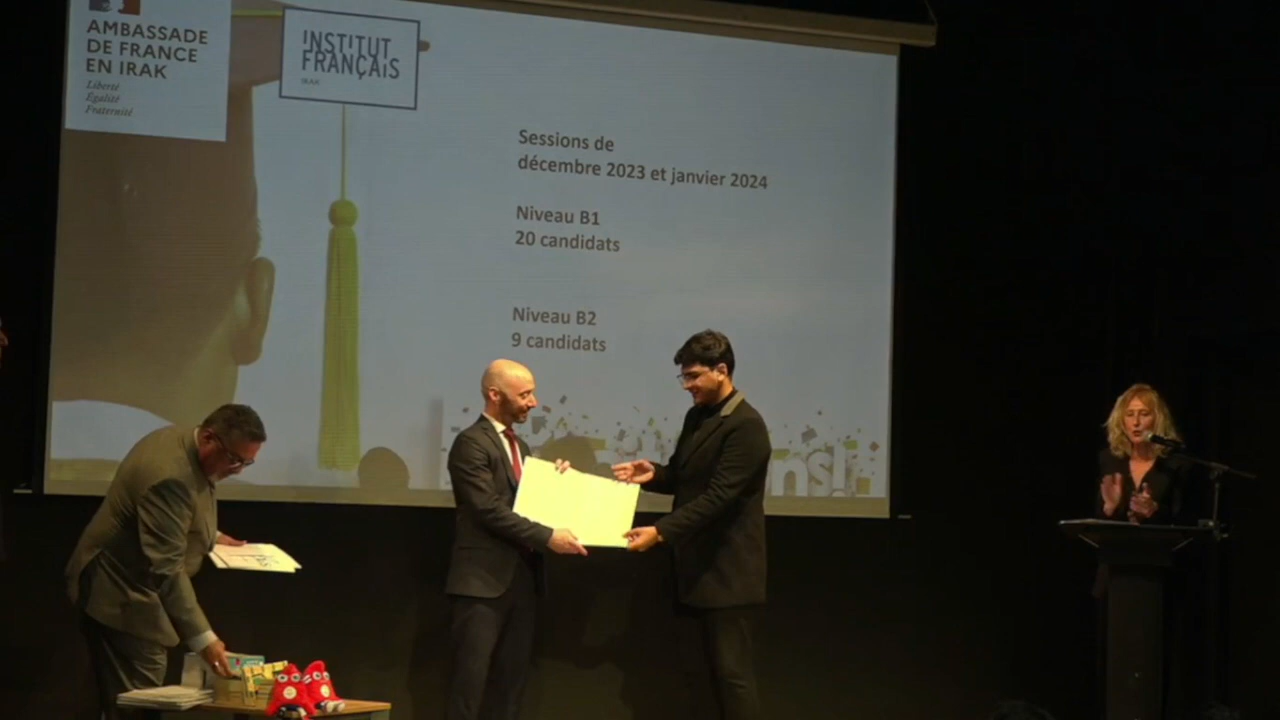 AMBASSADE
DE FRANCE
EN IRAK
Liberté
Égalité
Fraternité
INSTITUT
FRANÇAIS
IRAK
Sessions de
décembre 2023 et janvier 2024
Niveau B1
20 candidats
Niveau B2
9 candidats